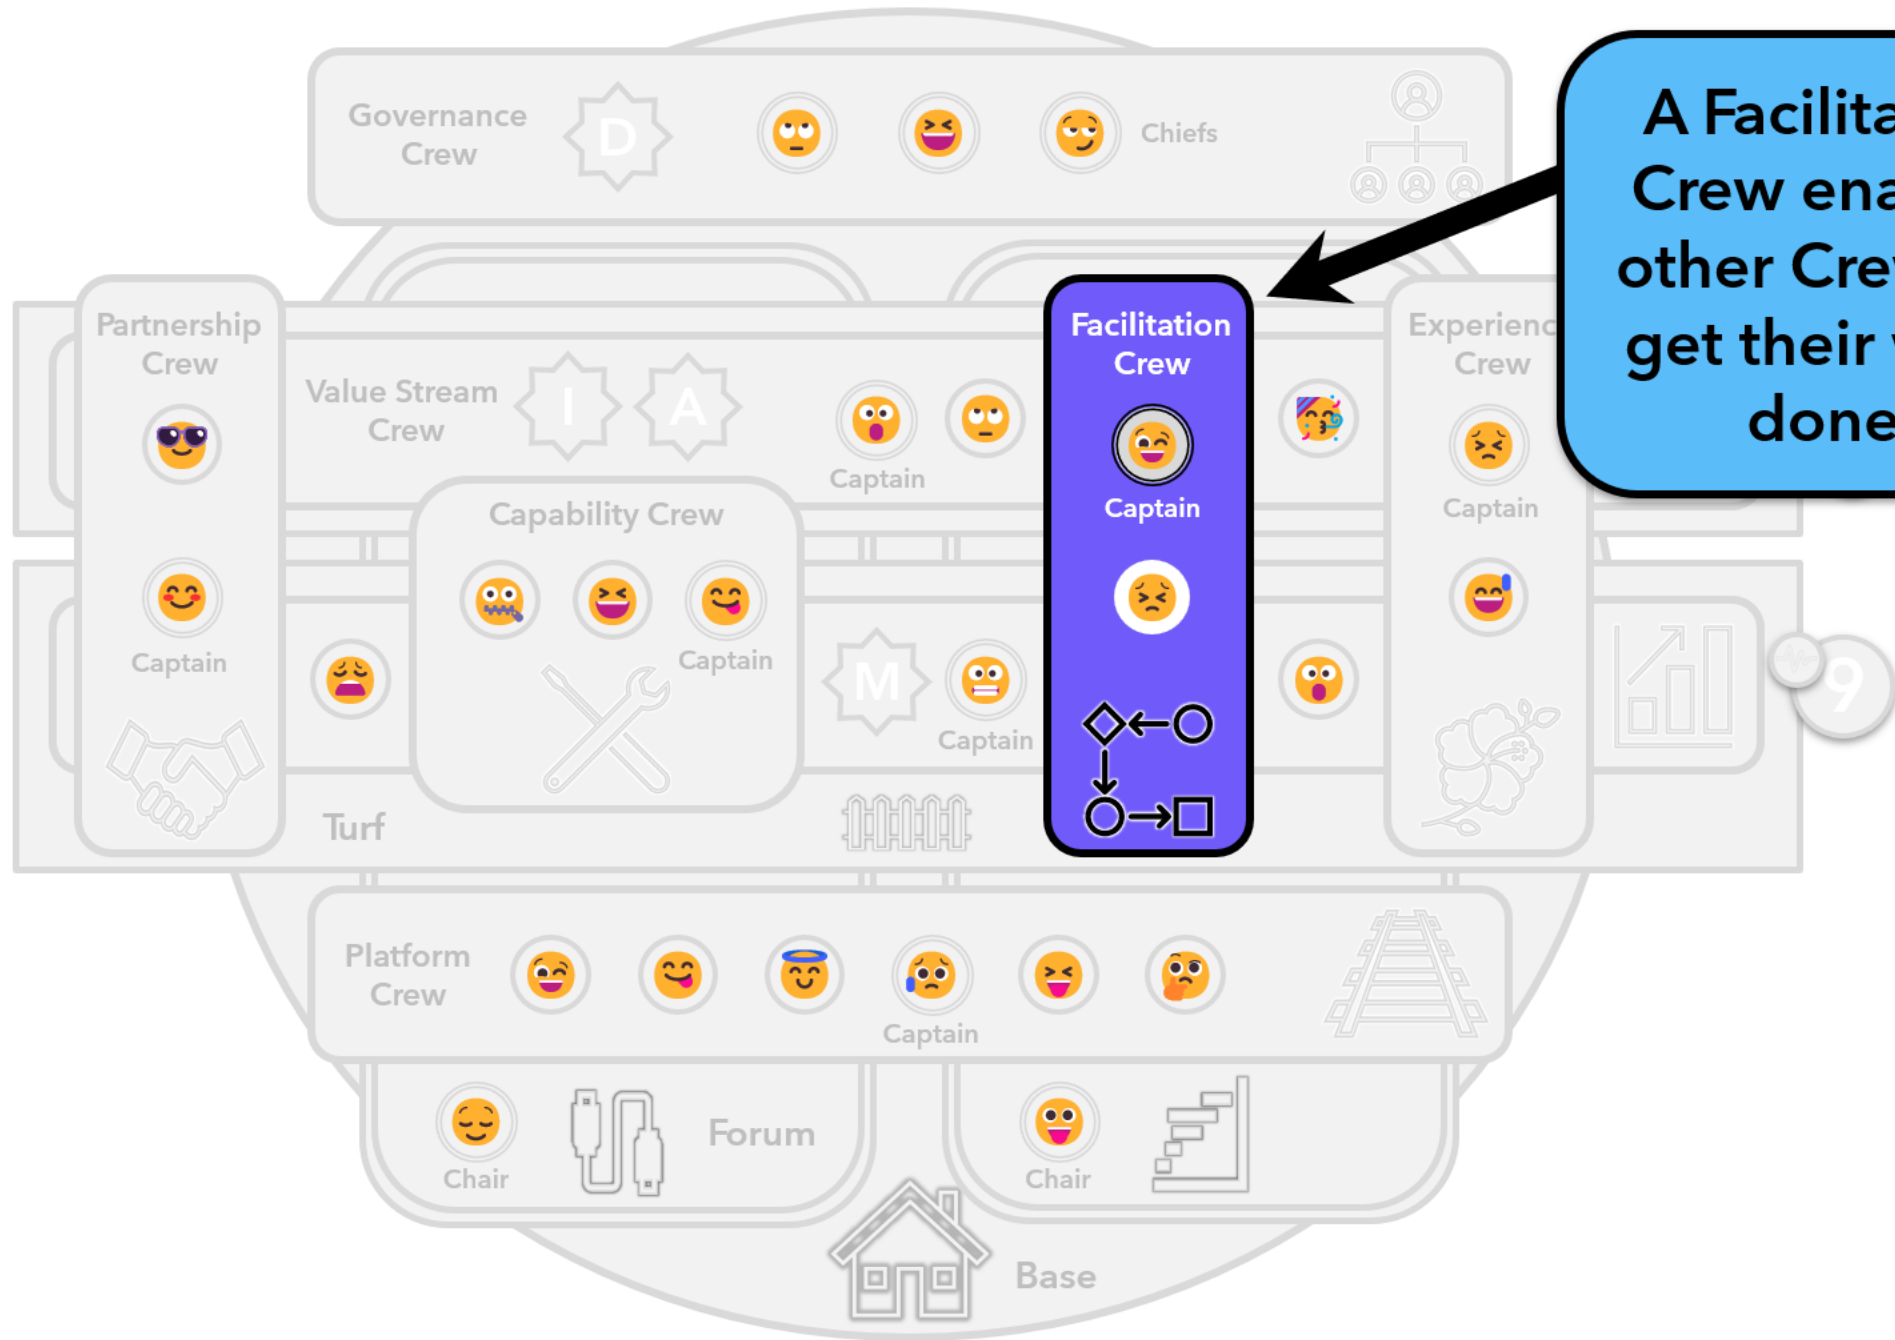 Governance
Crew
D
Chiefs
A Facilita
Crew ena
other Cre
get their
done
Partnership
Crew
Captain
Value Stream
Crew
I
A
Captain
Facilitation
Crew
Captain
Experienc
Crew
Captain
Capability Crew
Captain
M
Captain
9
Turf
Platform
Crew
Captain
Chair
Forum
Chair
Base